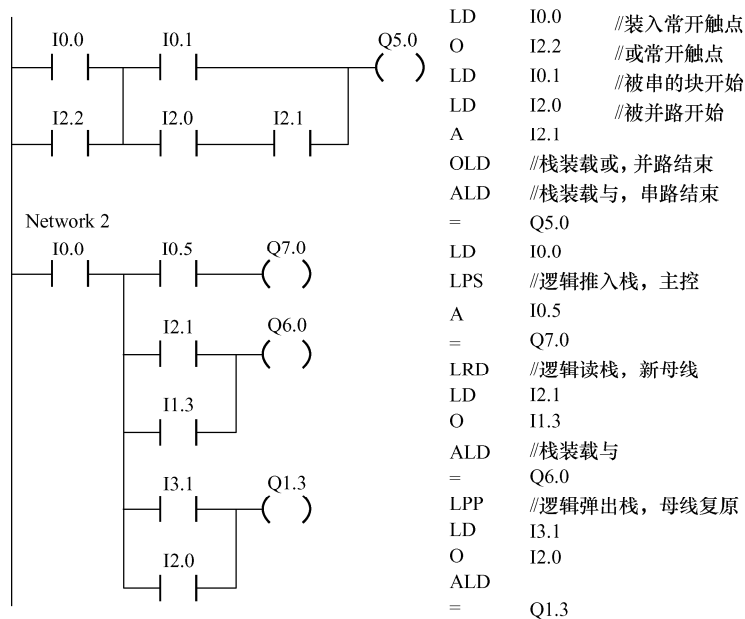 I0.0 I0.1 Q5.0
I2.2 I2.0 I2.1
Network 2
I0.0 I0.5 Q7.0
I2.1 Q6.0
I1.3
I3.1 Q1.3
I2.0
LD I0.0 //装入常开触点
O I2.2 //或常开触点
LD I0.1 //被串的块开始
LD I2.0 //被并路开始
A I2.1
OLD //栈装载或,并路结束
ALD //栈装载与，串路结束
= Q5.0
LD I0.0
LPS //逻辑推入栈，主控
A I0.5
= Q7.0
LRD //逻辑读栈，新母线
LD I2.1
O I1.3
ALD //栈装载与
= Q6.0
LPP //逻辑弹出栈，母线复原
LD I3.1
O I2.0
ALD
= Q1.3